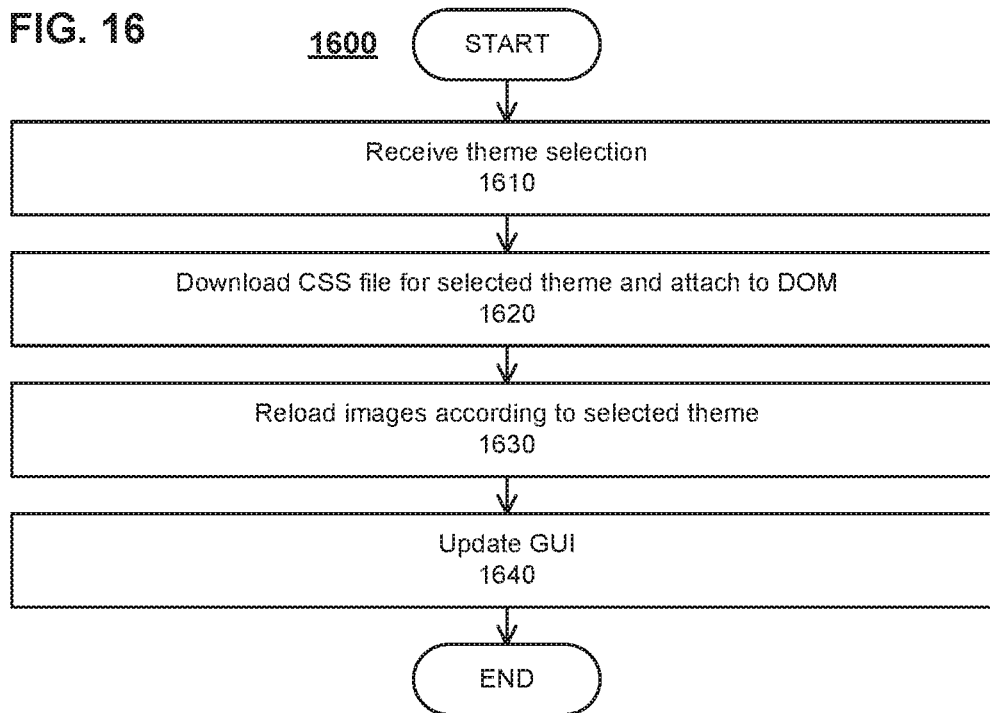 FIG. 16
1600
START
Receive theme selection
1610
Download CSS file for selected theme and attach to DOM
1620
Reload images according to selected theme
1630
Update GUI
1640
END